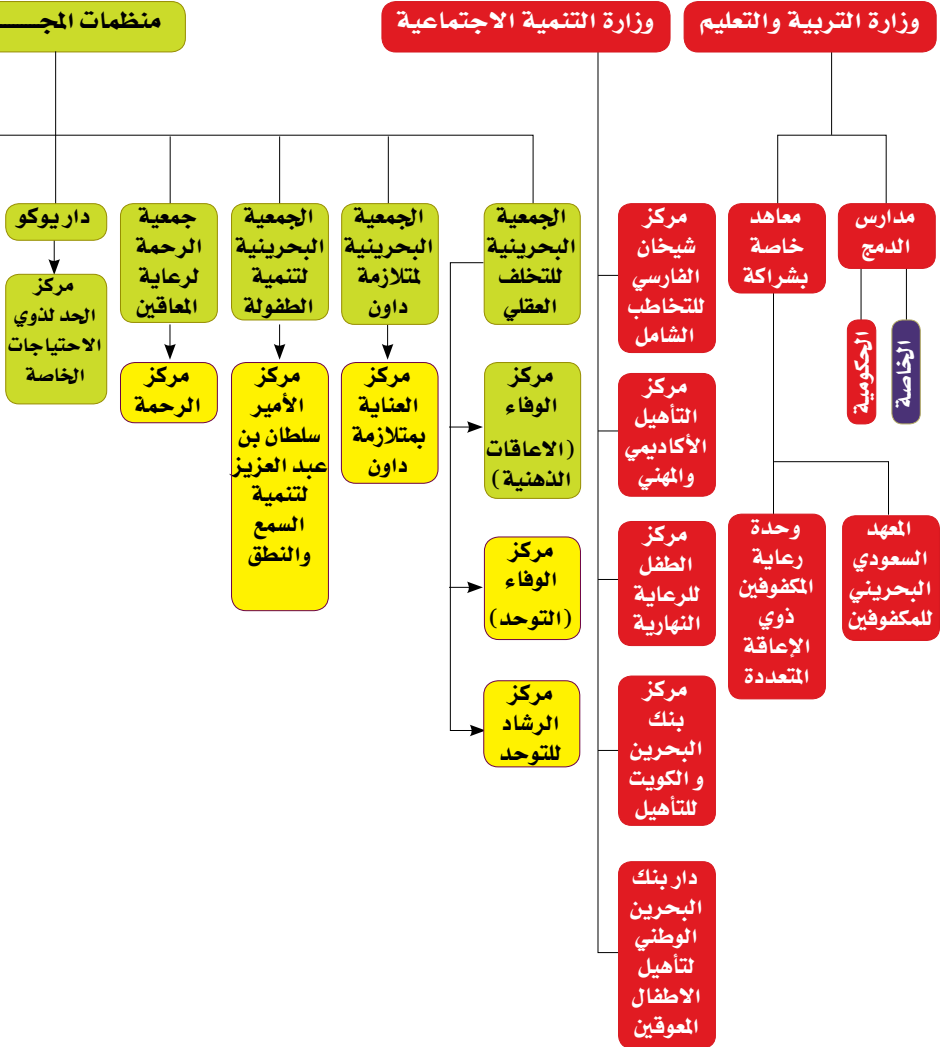 وزارة التربية والتعليم
وزارة التنمية الاجتماعية
منظمات المجـــــ
مدارس
الدمج
الخاصة
الحكومية
معاهد
خاصة
بشراكة
المعهد
السعودي
البحريني
للمكفوفين
وحدة
رعاية
المكفوفين
ذوي
الإعاقة
المتعددة
مركز
شيخان
الفارسي
للتخاطب
الشامل
مركز
التأهيل
الأكاديمي
والمهني
مركز
الطفل
للرعاية
النهارية
مركز
بنك
البحرين
و الكويت
للتأهيل
دار بنك
البحرين
الوطني
لتأهيل
الاطفال
المعوقين
الجمعية
البحرينية
للتخلف
العقلي
مركز
الوفاء
(الاعاقات
الذهنية)
مركز
الوفاء
(التوحد)
مركز
الرشاد
للتوحد
الجمعية
البحرينية
لمتلازمة
داون
مركز
العناية
بمتلازمة
داون
الجمعية
البحرينية
لتنمية
الطفولة
مركز
الأمير
سلطان بن
عبد العزيز
لتنمية
السمع
والنطق
جمعية
الرحمة
لرعاية
المعاقين
مركز
الرحمة
دار يوكو
مركز
الحد لذوي
الاحتياجات
الخاصة